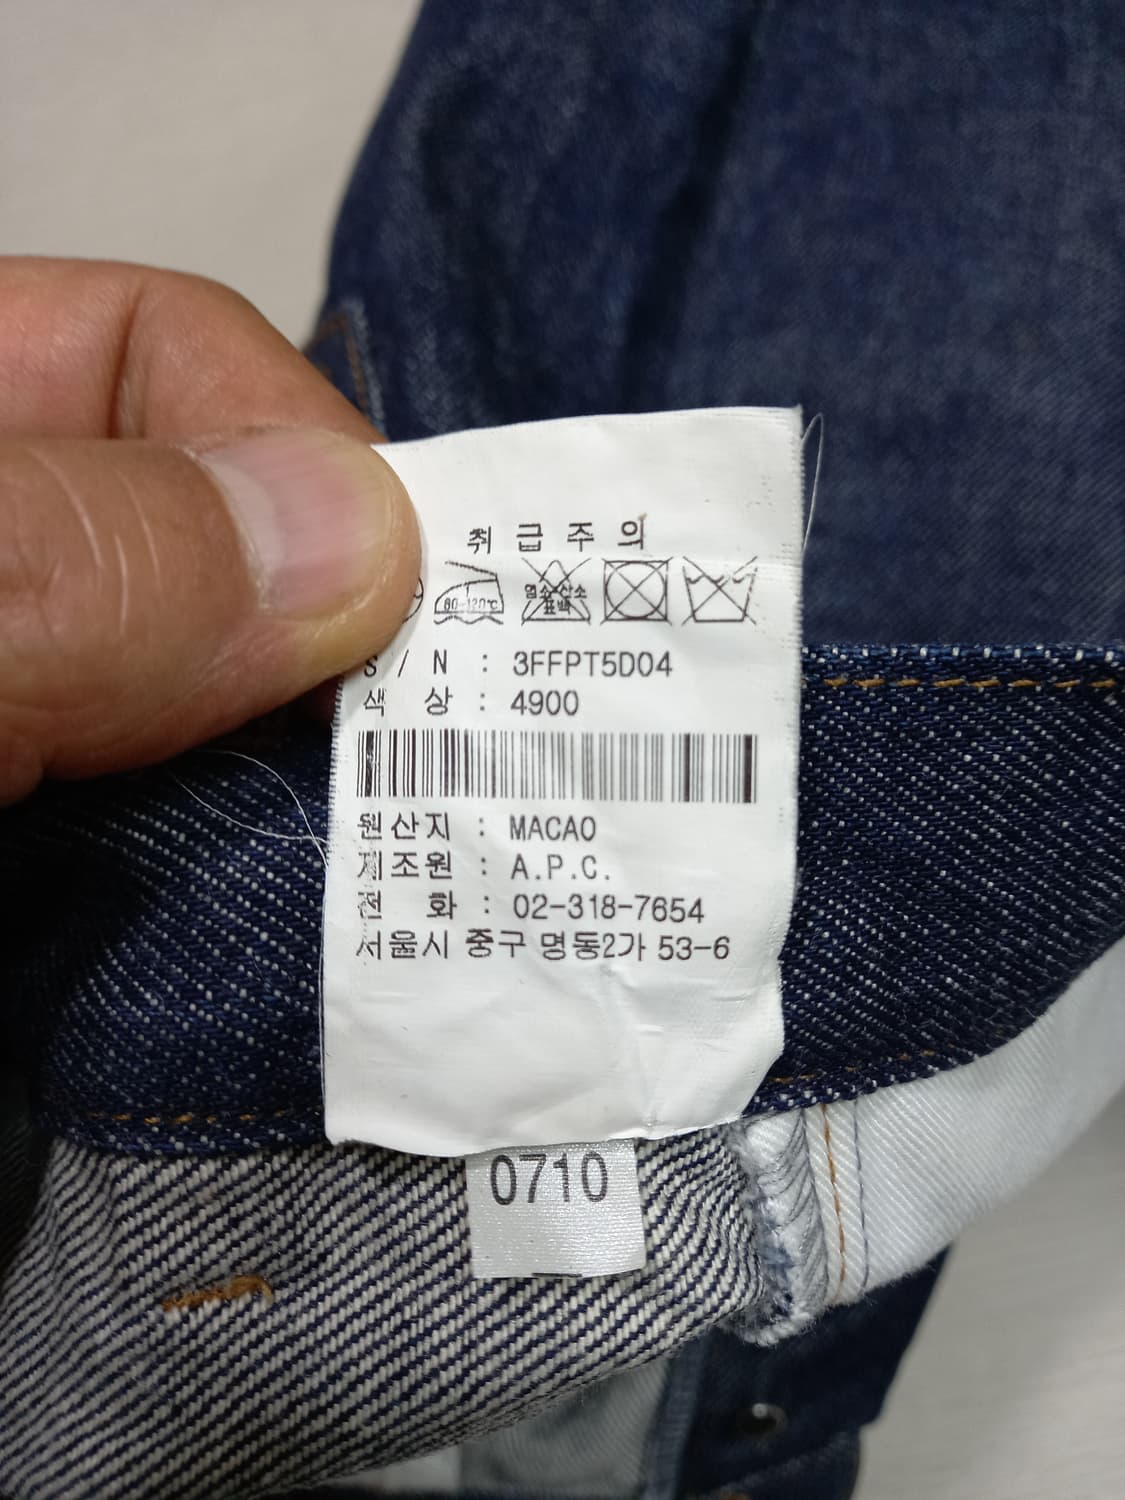 취급주의
80~120℃
염소·산소
표백
S / N : 3FFPT5D04
색 상 : 4900
원산지 : MACAO
제조원 : A.P.C.
전 화 : 02-318-7654
서울시 중구 명동2가 53-6
0710